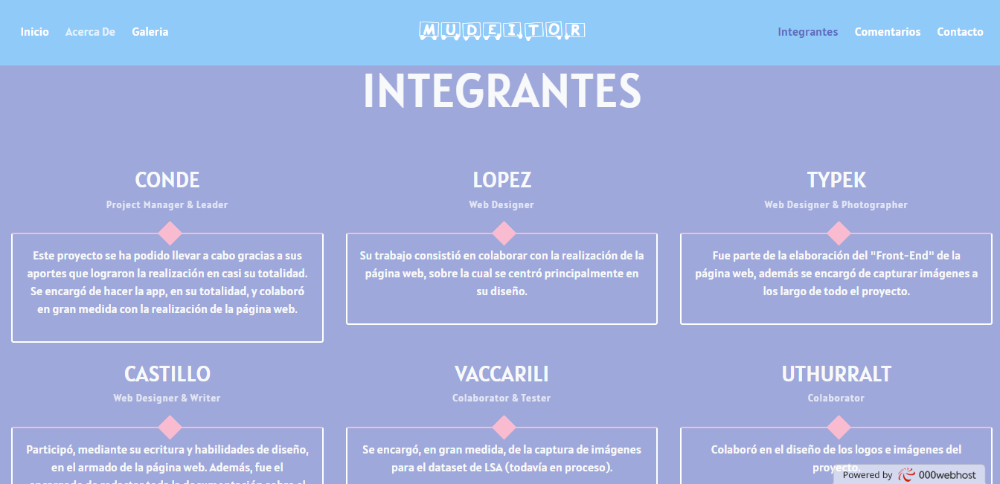 Inicio Acerca De Galeria MUDEITOR Integrantes Comentarios Contacto
INTEGRANTES
CONDE
Project Manager & Leader
Este proyecto se ha podido llevar a cabo gracias a sus
aportes que lograron la realización en casi su totalidad.
Se encargó de hacer la app, en su totalidad, y colaboró
en gran medida con la realización de la página web.
LOPEZ
Web Designer
Su trabajo consistió en colaborar con la realización de la
página web, sobre la cual se centró principalmente en
su diseño.
TYPEK
Web Designer & Photographer
Fue parte de la elaboración del "Front-End" de la
página web, además se encargó de capturar imágenes a
los largo de todo el proyecto.
CASTILLO
Web Designer & Writer
Participó, mediante su ecritura y habilidades de diseño,
en el armado de la página web. Además, fue el
encargado de redactar toda la documentación sobre el
VACCARILI
Colaborator & Tester
Se encargó, en gran medida, de la captura de imágenes
para el dataset de LSA (todavía en proceso).
UTHURRALT
Colaborator
Colaboró en el diseño de los logos e imágenes del
proyecto.
Powered by 000webhost